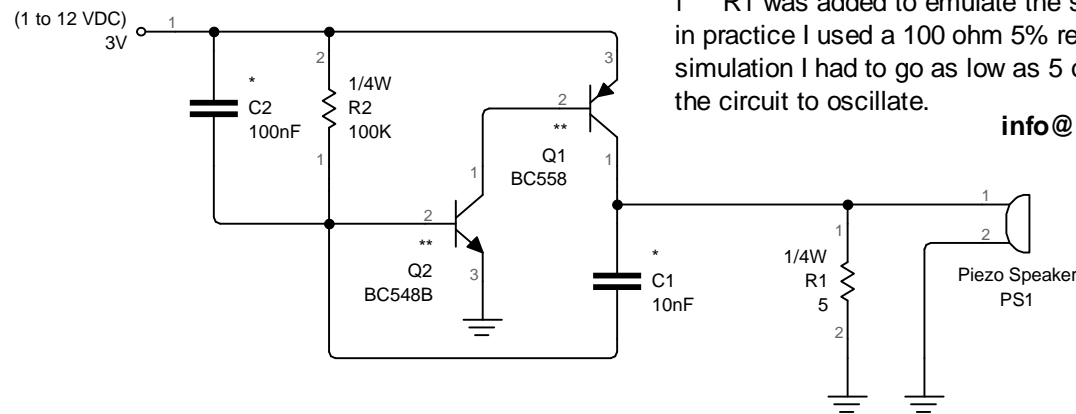 (1 to 12 VDC)
3V
1
*
C2
100nF
2
1/4W
R2
100K
1
2
**
Q2
BC548B
1
3
2
**
Q1
BC558
3
1
*
C1
10nF
1/4W
R1
5
1
2
1
2
Piezo Speaker
PS1
R1 was added to emulate the
in practice I used a 100 ohm 5%
simulation I had to go as low as 5
the circuit to oscillate.
info@